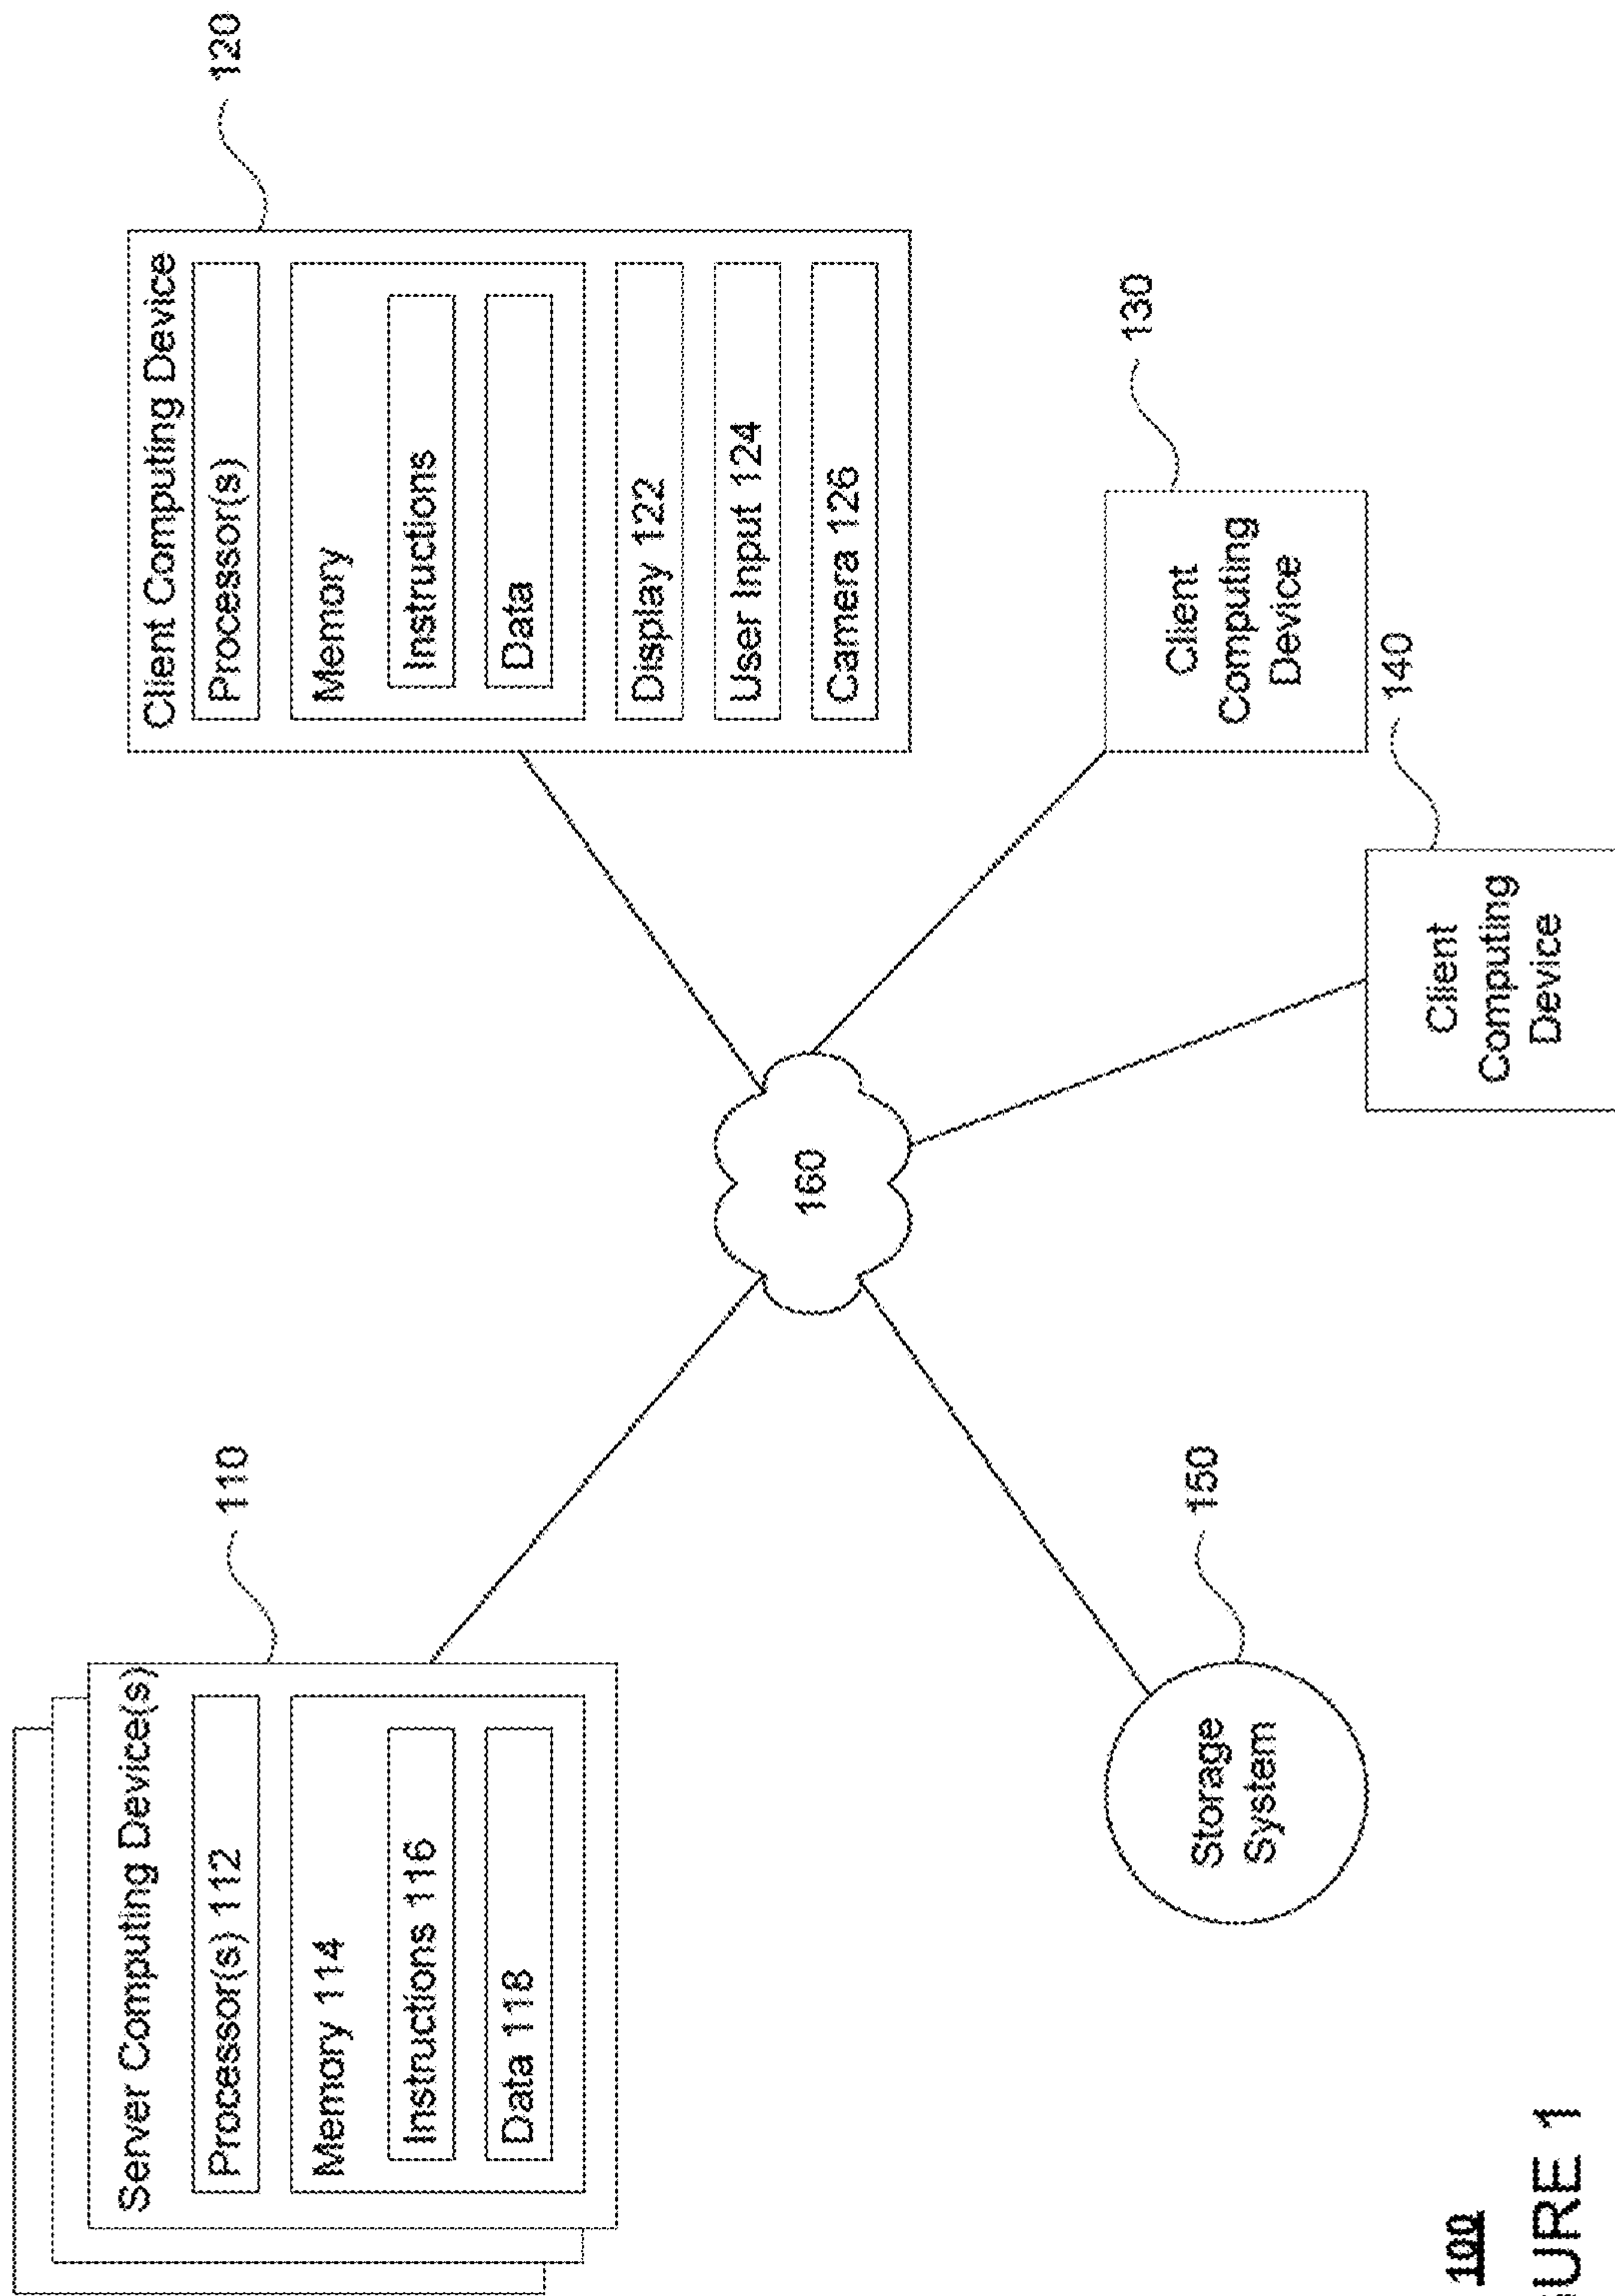 Server Computing Device(s)
110
Processor(s) 112
Memory 114
Instructions 116
Data 118
Client Computing Device
120
Processor(s)
Memory
Instructions
Data
Display 122
User Input 124
Camera 126
160
Storage
System
150
Client
Computing
Device
130
Client
Computing
Device
140
100
URE 1